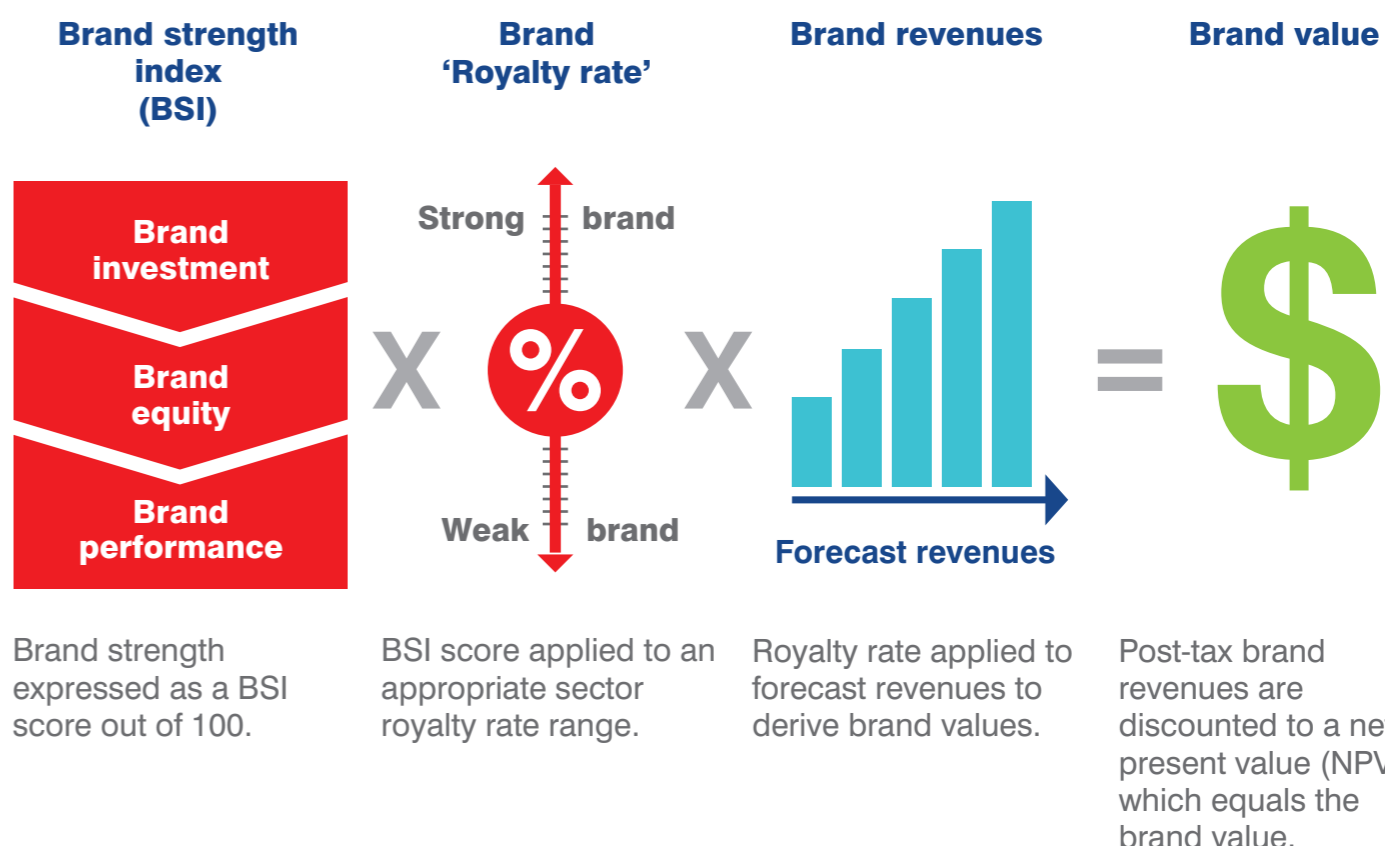 Brand strength
index
(BSI)
Brand
‘Royalty rate’
Brand revenues
Brand value
Brand
investment
Brand
equity
Brand
performance
X
Strong brand
%
Weak brand
X
Forecast revenues
=
$
Brand strength
expressed as a BSI
score out of 100.
BSI score applied to an
appropriate sector
royalty rate range.
Royalty rate applied to
forecast revenues to
derive brand values.
Post-tax brand
revenues are
discounted to a
present value (NPV
which equals the
brand value.